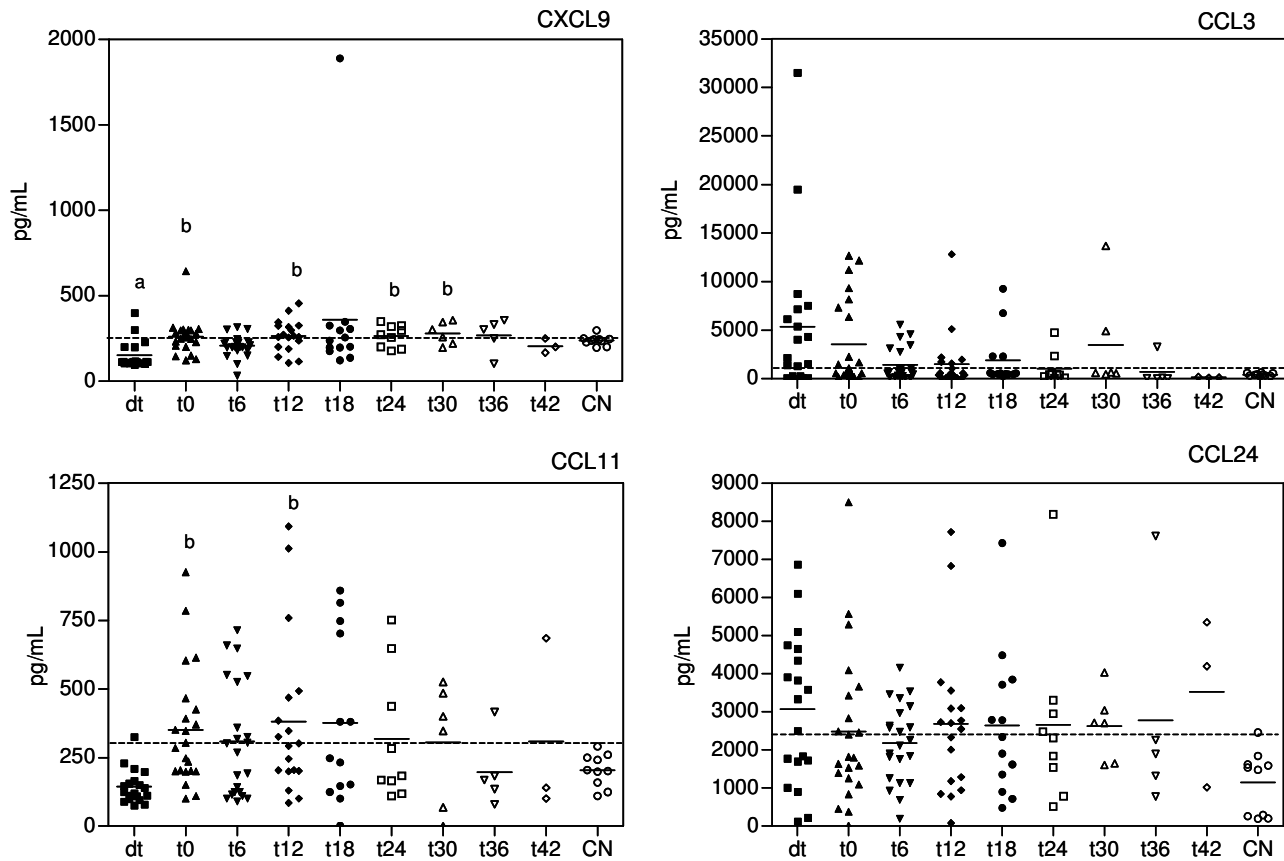 CXCL9
2000
1500
1000
500
0
pg/mL
a
b
b
b
b
dt t0 t6 t12 t18 t24 t30 t36 t42 CN
CCL3
35000
30000
25000
20000
15000
10000
5000
0
pg/mL
dt t0 t6 t12 t18 t24 t30 t36 t42 CN
CCL11
1250
1000
750
500
250
0
pg/mL
b
b
dt t0 t6 t12 t18 t24 t30 t36 t42 CN
CCL24
9000
8000
7000
6000
5000
4000
3000
2000
1000
0
pg/mL
dt t0 t6 t12 t18 t24 t30 t36 t42 CN